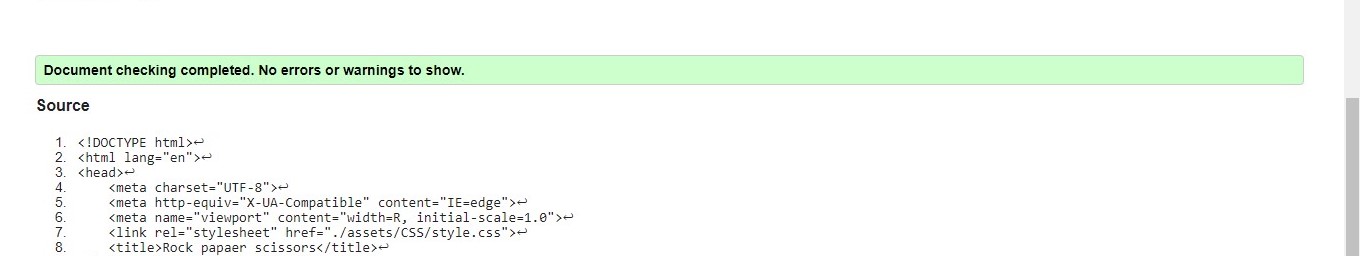 Document checking completed. No errors or warnings to show.
Source
1. <!DOCTYPE html>↩
2. <html lang="en">↩
3. <head>↩
4.     <meta charset="UTF-8">↩
5.     <meta http-equiv="X-UA-Compatible" content="IE=edge">↩
6.     <meta name="viewport" content="width=R, initial-scale=1.0">↩
7.     <link rel="stylesheet" href="./assets/CSS/style.css">↩
8.     <title>Rock papaer scissors</title>↩